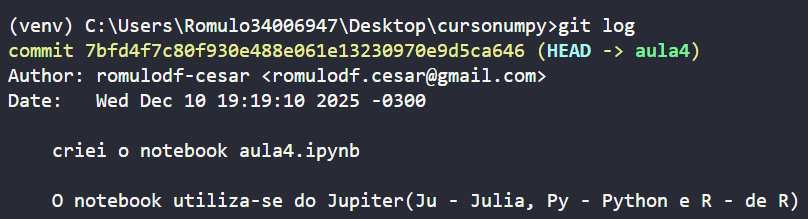 (venv) C:\Users\Romulo34006947\Desktop\cursonumpy>git log
commit 7bfd4f7c80f930e488e061e13230970e9d5ca646 (HEAD -> aula4)
Author: romulodf-cesar <romulodf.cesar@gmail.com>
Date:   Wed Dec 10 19:19:10 2025 -0300
criei o notebook aula4.ipynb
O notebook utiliza-se do Jupiter(Ju - Julia, Py - Python e R - de R)